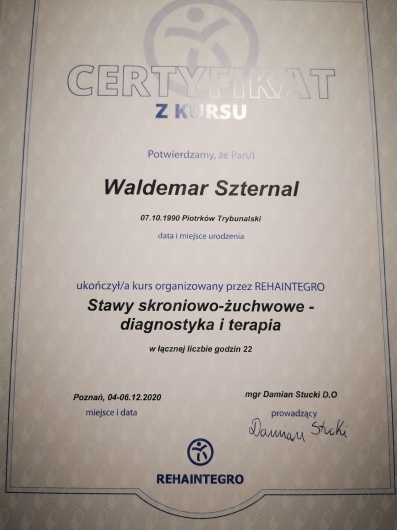 CERTYFIKAT
Z KURSU
Potwierdzamy, że Pan/i
Waldemar Szternal
07.10.1990 Piotrków Trybunalski
data i miejsce urodzenia
ukończył/a kurs organizowany przez REHAINTEGRO
Stawy skroniowo-żuchwowe -
diagnostyka i terapia
w łącznej liczbie godzin 22
Poznań, 04-06.12.2020
miejsce i data
mgr Damian Stucki D.O
prowadzący
Damian Stucki
REHAINTEGRO